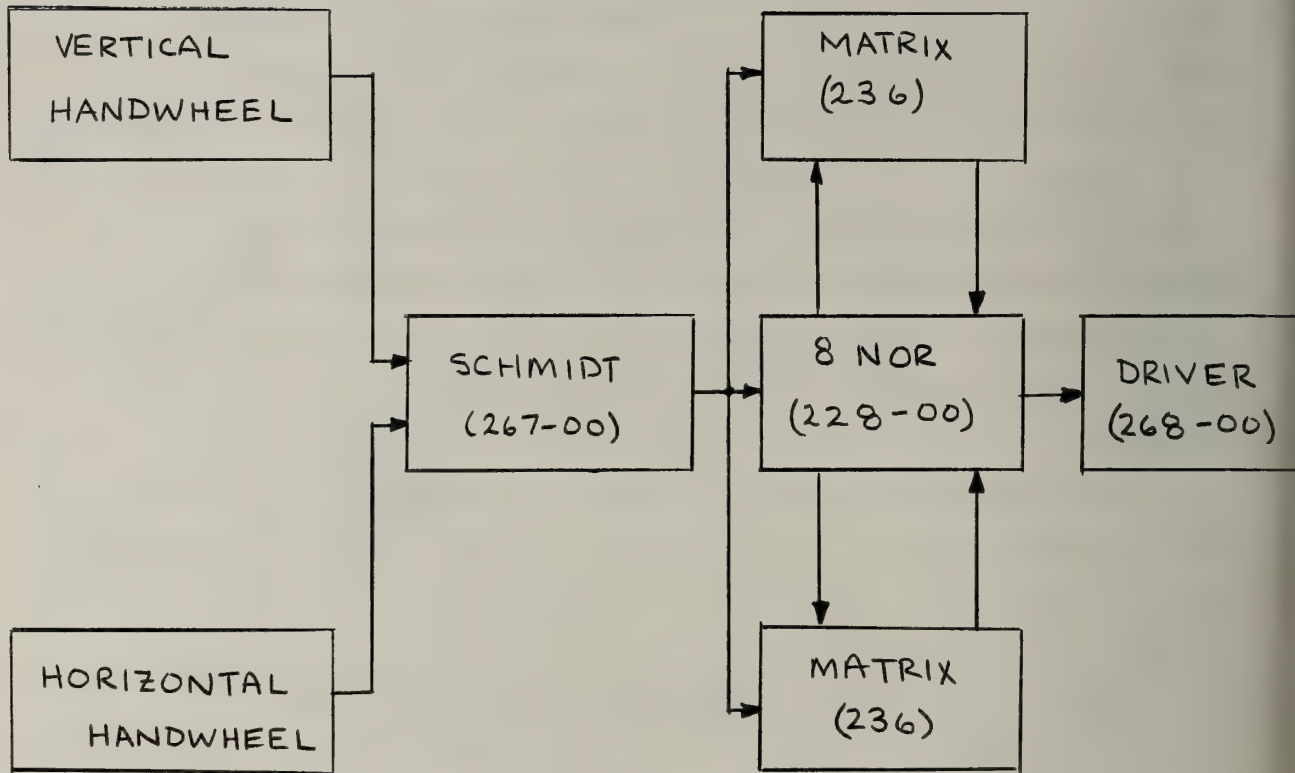 VERTICAL
HANDWHEEL
MATRIX
(236)
SCHMIDT
(267-00)
8 NOR
(228-00)
DRIVER
(268-00)
HORIZONTAL
HANDWHEEL
MATRIX
(236)